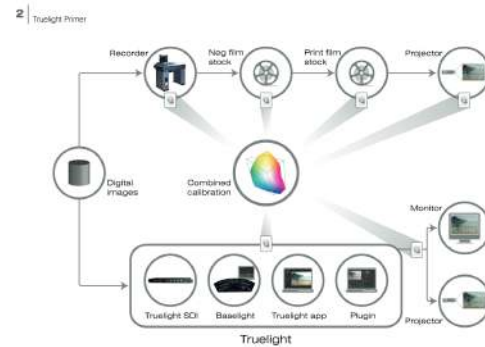 2 | Truelight Primer
Recorder
Neg film
stock
Print film
stock
Projector
Digital
images
Combined
calibration
Monitor
Truelight SDI
Baselight
Truelight app
Plugin
Projector
Truelight